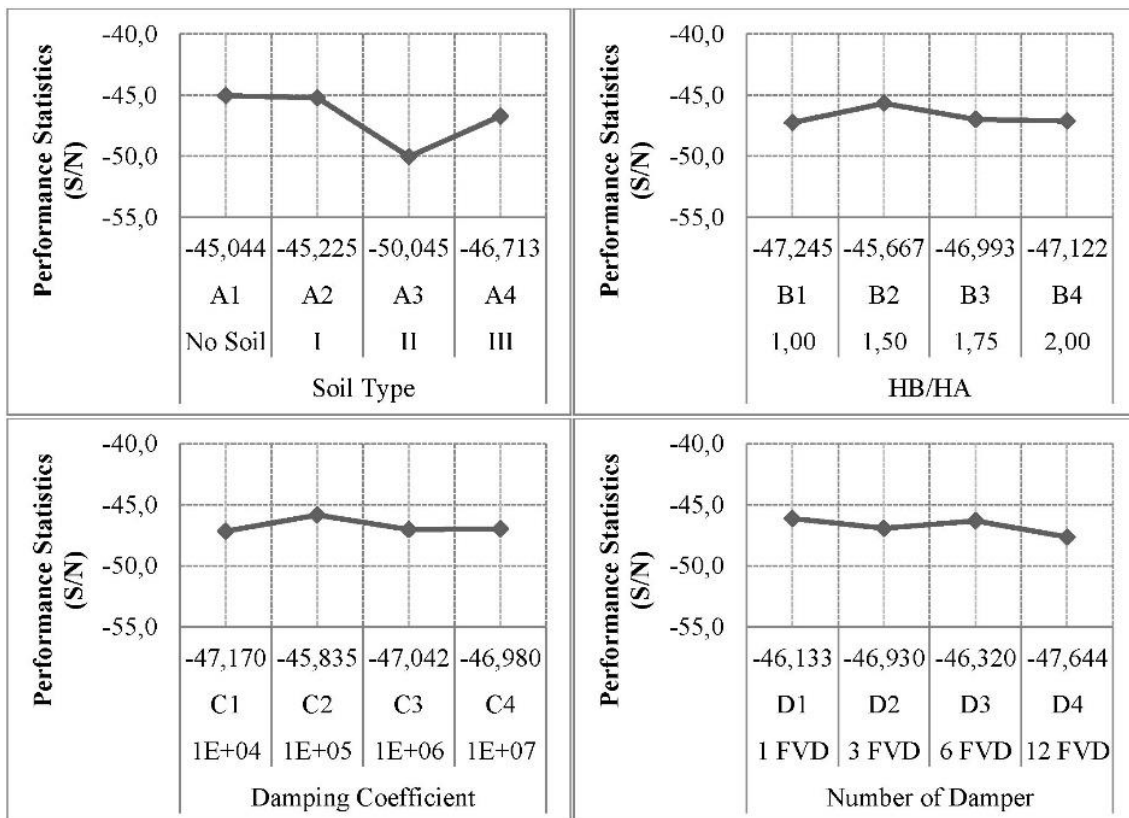 Performance Statistics
(S/N)
-40,0
-45,0
-50,0
-55,0
-45,044 -45,225 -50,045 -46,713
A1 A2 A3 A4
No Soil I II III
Soil Type
Performance Statistics
(S/N)
-40,0
-45,0
-50,0
-55,0
-47,245 -45,667 -46,993 -47,122
B1 B2 B3 B4
1,00 1,50 1,75 2,00
HB/HA
Performance Statistics
(S/N)
-40,0
-45,0
-50,0
-55,0
-47,170 -45,835 -47,042 -46,980
C1 C2 C3 C4
1E+04 1E+05 1E+06 1E+07
Damping Coefficient
Performance Statistics
(S/N)
-40,0
-45,0
-50,0
-55,0
-46,133 -46,930 -46,320 -47,644
D1 D2 D3 D4
1 FVD 3 FVD 6 FVD 12 FVD
Number of Damper